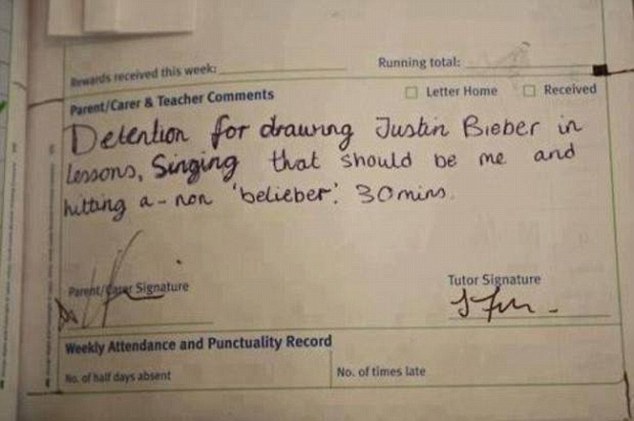 Rewards received this week:
Running total:
Parent/Carer & Teacher Comments
Letter Home
Received
Detention for drawing Justin Bieber in
lessons, Singing that should be me and
hitting a-non 'belieber'. 30mins.
Parent/Carer Signature
Tutor Signature
Weekly Attendance and Punctuality Record
No. of half days absent
No. of times late